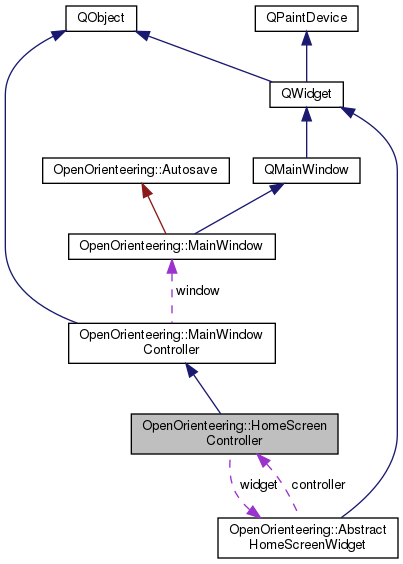 QObject
QPaintDevice
QWidget
OpenOrienteering::Autosave
QMainWindow
OpenOrienteering::MainWindow
window
OpenOrienteering::MainWindow
Controller
OpenOrienteering::HomeScreen
Controller
widget
controller
OpenOrienteering::Abstract
HomeScreenWidget